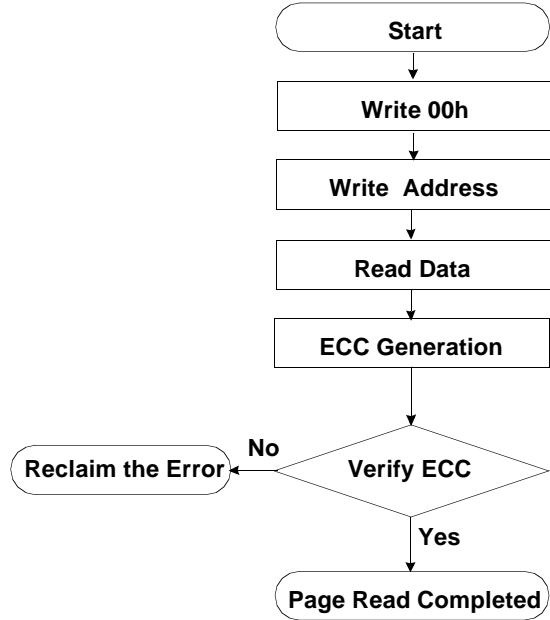 Start
Write 00h
Write Address
Read Data
ECC Generation
Verify ECC
No
Reclaim the Error
Yes
Page Read Completed